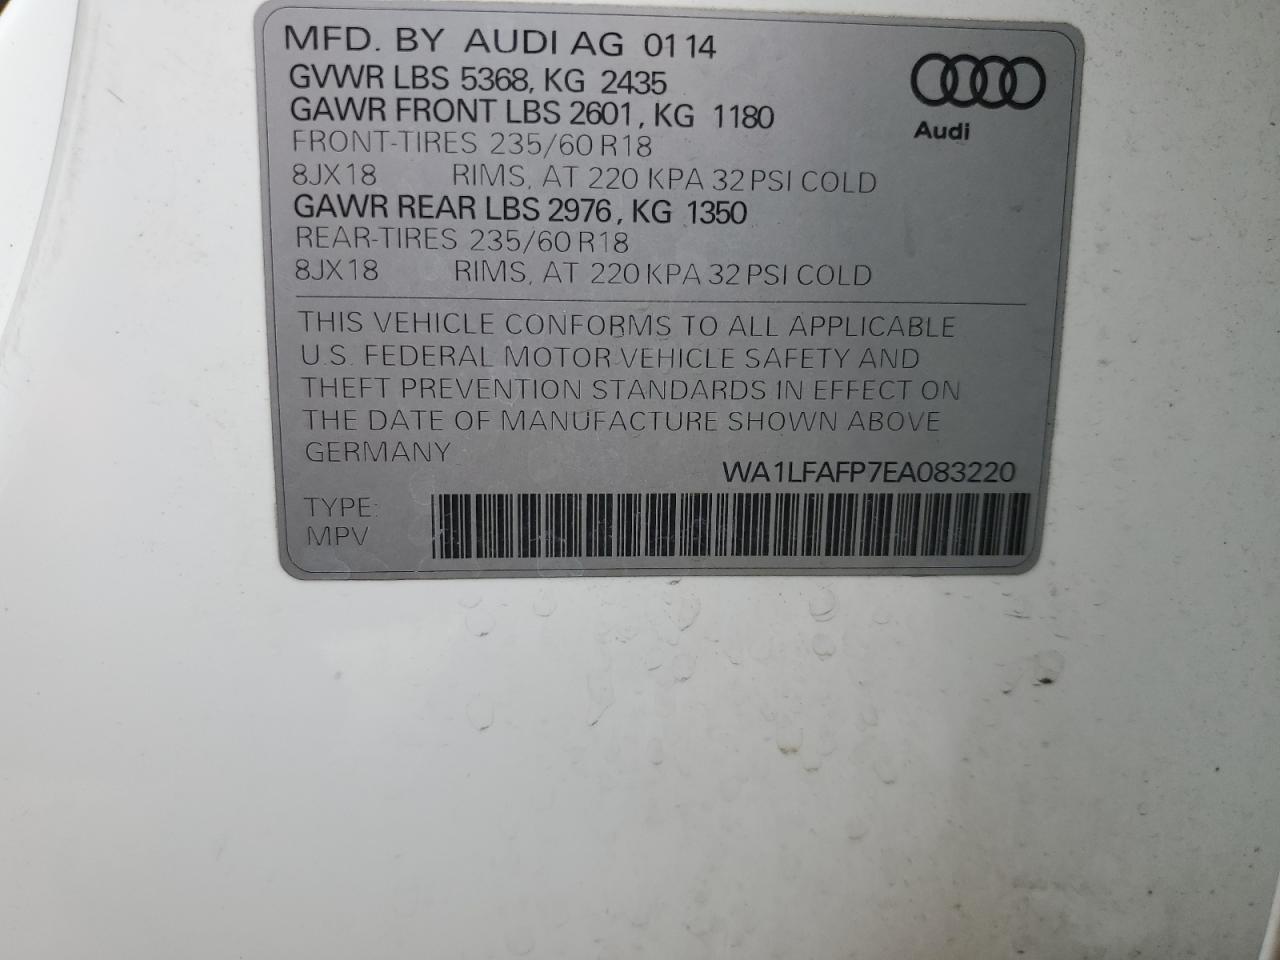 MFD. BY AUDI AG 01 14
GVWR LBS 5368, KG 2435
GAWR FRONT LBS 2601, KG 1180
FRONT-TIRES 235/60 R18
8JX18 RIMS, AT 220 KPA 32 PSI COLD
GAWR REAR LBS 2976, KG 1350
REAR-TIRES 235/60 R18
8JX18 RIMS, AT 220 KPA 32 PSI COLD
Audi
THIS VEHICLE CONFORMS TO ALL APPLICABLE
U.S. FEDERAL MOTOR VEHICLE SAFETY AND
THEFT PREVENTION STANDARDS IN EFFECT ON
THE DATE OF MANUFACTURE SHOWN ABOVE
GERMANY
WA1LFAFP7EA083220
TYPE:
MPV